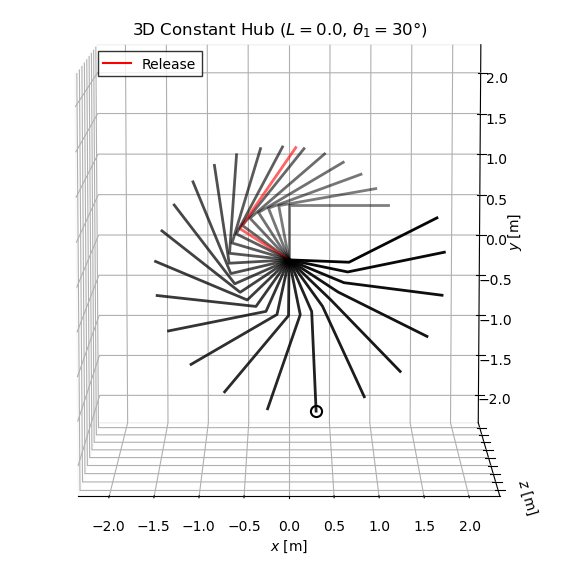 3D Constant Hub (L = 0.0, θ₁ = 30°)
Release
2.0
1.5
1.0
0.5
0.0
−0.5
−1.0
−1.5
−2.0
y [m]
z [m]
−2.0 −1.5 −1.0 −0.5 0.0 0.5 1.0 1.5 2.0
x [m]